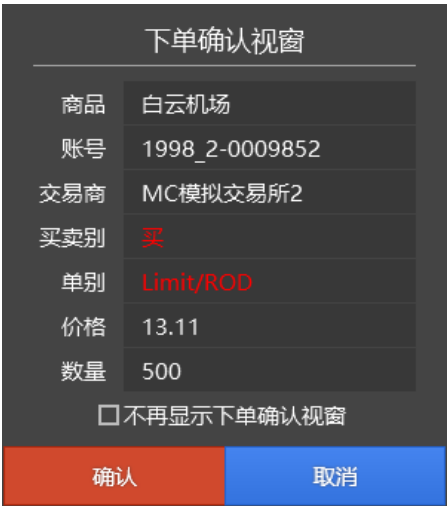 下单确认视窗
商品 白云机场
账号 1998_2-0009852
交易商 MC模拟交易所2
买卖别 买
单别 Limit/ROD
价格 13.11
数量 500
不再显示下单确认视窗
确认 取消